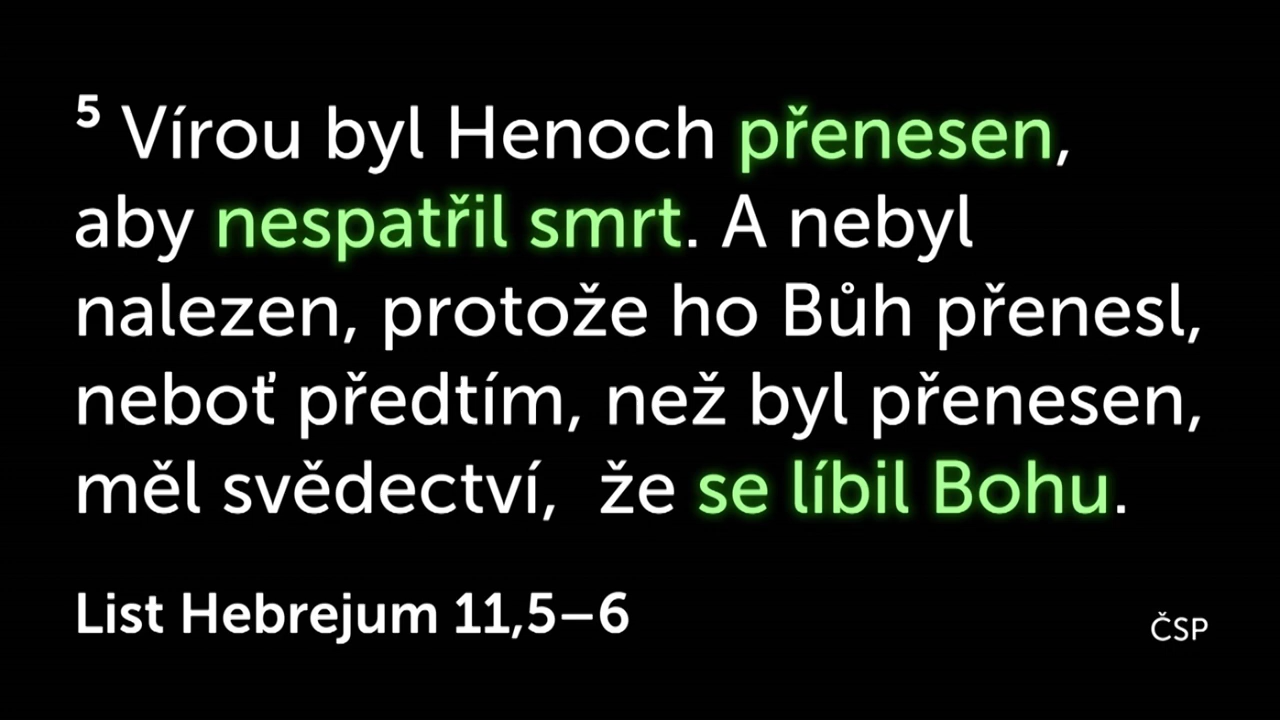 5 Vírou byl Henoch přenesen,
aby nespatřil smrt. A nebyl
nalezen, protože ho Bůh přenesl,
neboť předtím, než byl přenesen,
měl svědectví,  že se líbil Bohu.
List Hebrejum 11,5–6
ČSP